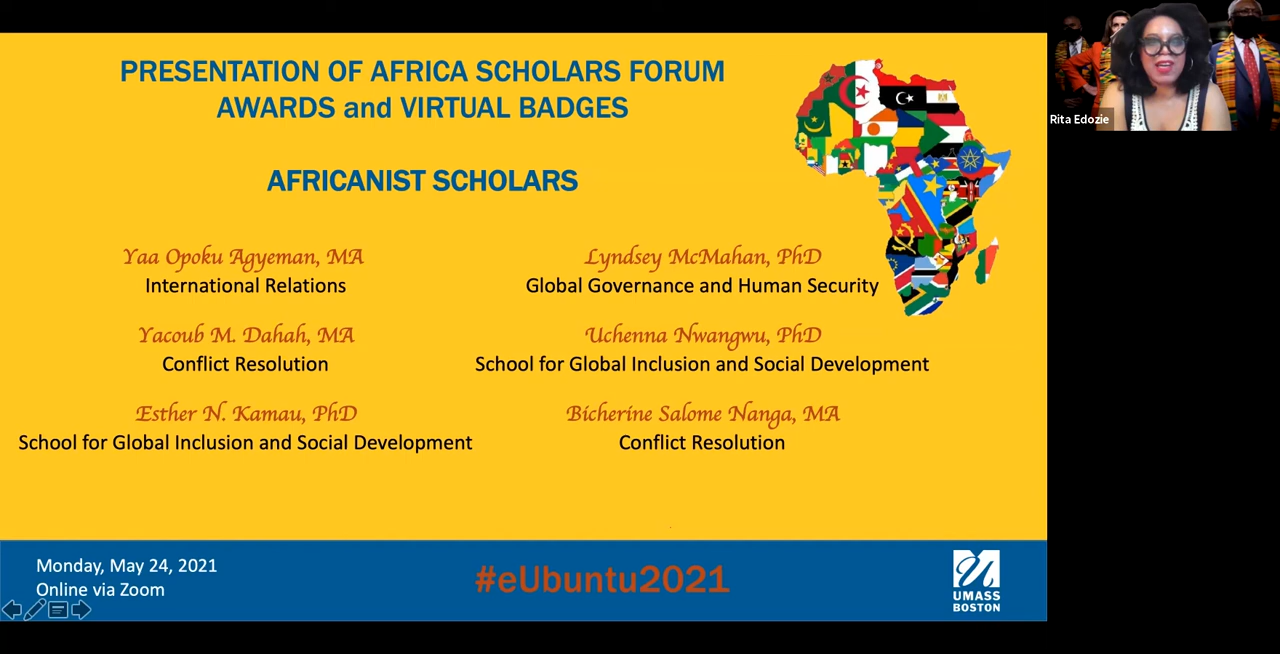 PRESENTATION OF AFRICA SCHOLARS FORUM
AWARDS and VIRTUAL BADGES
AFRICANIST SCHOLARS
Yaa Opoku Agyeman, MA
International Relations
Yacoub M. Dahah, MA
Conflict Resolution
Esther N. Kamau, PhD
School for Global Inclusion and Social Development
Lyndsey McMahan, PhD
Global Governance and Human Security
Uchenna Nwangwu, PhD
School for Global Inclusion and Social Development
Bicherine Salome Nanga, MA
Conflict Resolution
Monday, May 24, 2021
Online via Zoom
#eUbuntu2021
UMASS
BOSTON
Rita Edozie